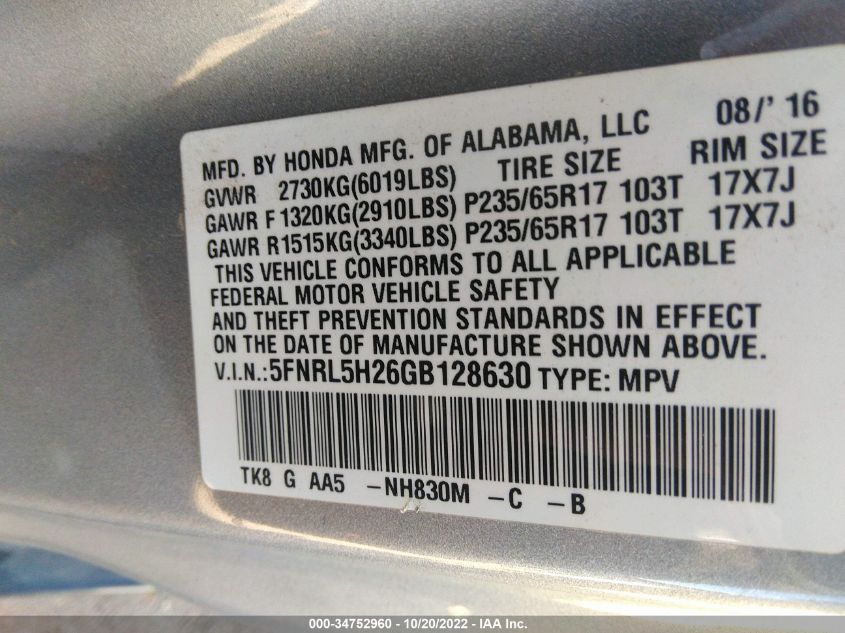 08/' 16
MFD. BY HONDA MFG. OF ALABAMA, LLC
GVWR 2730KG(6019LBS) TIRE SIZE RIM SIZE
GAWR F 1320KG(2910LBS) P235/65R17 103T 17X7J
GAWR R1515KG(3340LBS) P235/65R17 103T 17X7J
THIS VEHICLE CONFORMS TO ALL APPLICABLE
FEDERAL MOTOR VEHICLE SAFETY
AND THEFT PREVENTION STANDARDS IN EFFECT
ON THE DATE OF MANUFACTURE SHOWN ABOVE.
V.I.N.:5FNRL5H26GB128630 TYPE: MPV
TK8 G AA5 -NH830M -C -B
000-34752960 - 10/20/2022 - IAA Inc.